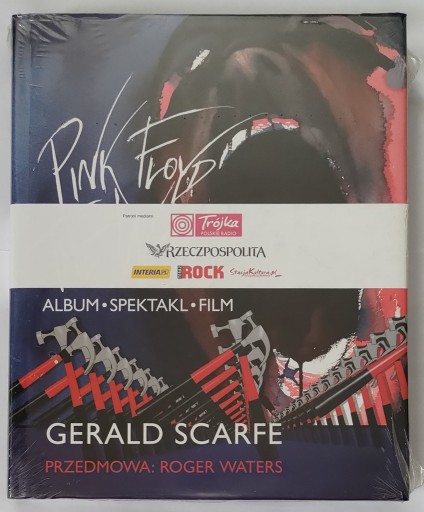 PINK FLOYD
Patroni medialni
Trójka
POLSKIE RADIO
RZECZPOSPOLITA
INTERIA.PL
ROCK
StacjaKultura.pl
ALBUM • SPEKTAKL • FILM
GERALD SCARFE
PRZEDMOWA: ROGER WATERS